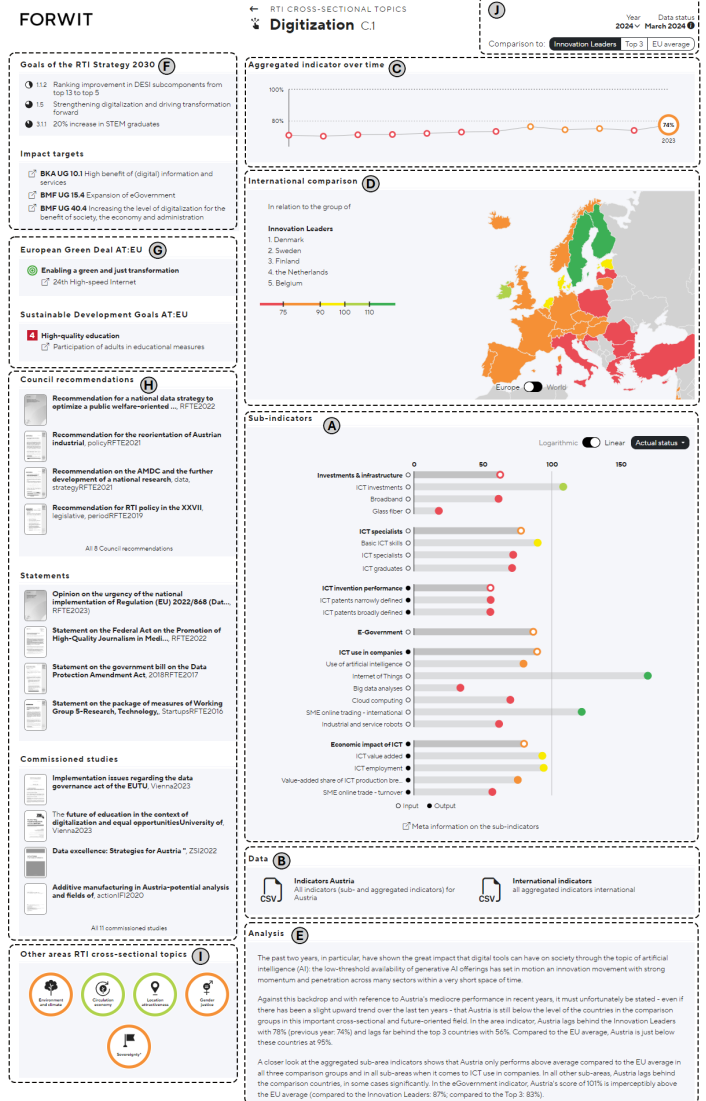 FORWIT
← RTI CROSS-SECTIONAL TOPICS
Digitization C.1
J
Year
2024
Data status
March 2024
Comparison to: Innovation Leaders Top 3 EU average
Goals of the RTI Strategy 2030 F
1.1.2 Ranking improvement in DESI subcomponents from
top 13 to top 5
1.5 Strengthening digitalization and driving transformation
forward
3.1.1 20% increase in STEM graduates
Impact targets
BKA UG 10.1 High benefit of (digital) information and
services
BMF UG 15.4 Expansion of eGovernment
BMF UG 40.4 Increasing the level of digitalization for the
benefit of society, the economy and administration
European Green Deal AT:EU G
Enabling a green and just transformation
24th High-speed Internet
Sustainable Development Goals AT:EU
4 High-quality education
Participation of adults in educational measures
Council recommendations H
Recommendation for a national data strategy to
optimize a public welfare-oriented ..., RFTE2022
Recommendation for the reorientation of Austrian
industrial, policyRFTE2021
Recommendation on the AMDC and the further
development of a national research, data,
strategyRFTE2021
Recommendation for RTI policy in the XXVII,
legislative, periodRFTE2019
All 8 Council recommendations
Statements
Opinion on the urgency of the national
implementation of Regulation (EU) 2022/868 (Dat...,
RFTE2023)
Statement on the Federal Act on the Promotion of
High-Quality Journalism in Medi..., RFTE2022
Statement on the government bill on the Data
Protection Amendment Act, 2018RFTE2017
Statement on the package of measures of Working
Group 5-Research, Technology,, StartupsRFTE2016
Commissioned studies
Implementation issues regarding the data
governance act of the EUTU, Vienna2023
The future of education in the context of
digitalization and equal opportunitiesUniversity of,
Vienna2023
Data excellence: Strategies for Austria ", ZSI2022
Additive manufacturing in Austria-potential analysis
and fields of, actionIFI2020
All 11 commissioned studies
Other areas RTI cross-sectional topics I
Environment
and climate
Circulation
economy
Location
attractiveness
Gender
justice
Sovereignty*
Aggregated indicator over time C
100%
80%
74%
2023
International comparison D
In relation to the group of
Innovation Leaders
1. Denmark
2. Sweden
3. Finland
4. the Netherlands
5. Belgium
75 90 100 110
Europe World
Sub-indicators A
Logarithmic Linear Actual status
0 50 100 150
Investments & infrastructure
ICT investments
Broadband
Glass fiber
ICT specialists
Basic ICT skills
ICT specialists
ICT graduates
ICT invention performance
ICT patents narrowly defined
ICT patents broadly defined
E-Government
ICT use in companies
Use of artificial intelligence
Internet of Things
Big data analyses
Cloud computing
SME online trading - international
Industrial and service robots
Economic impact of ICT
ICT value added
ICT employment
Value-added share of ICT production bre...
SME online trade - turnover
Input Output
Meta information on the sub-indicators
Data B
CSV
Indicators Austria
All indicators (sub- and aggregated indicators) for
Austria
CSV
International indicators
all aggregated indicators international
Analysis E
The past two years, in particular, have shown the great impact that digital tools can have on society through the topic of artificial
intelligence (AI): the low-threshold availability of generative AI offerings has set in motion an innovation movement with strong
momentum and penetration across many sectors within a very short space of time.
Against this backdrop and with reference to Austria's mediocre performance in recent years, it must unfortunately be stated - even if
there has been a slight upward trend over the last ten years - that Austria is still below the level of the countries in the comparison
groups in this important cross-sectional and future-oriented field. In the area indicator, Austria lags behind the Innovation Leaders
with 78% (previous year: 74%) and lags far behind the top 3 countries with 56%. Compared to the EU average, Austria is just below
these countries at 95%.
A closer look at the aggregated sub-area indicators shows that Austria only performs above average compared to the EU average in
all three comparison groups and in all sub-areas when it comes to ICT use in companies. In all other sub-areas, Austria lags behind
the comparison countries, in some cases significantly. In the eGovernment indicator, Austria's score of 101% is imperceptibly above
the EU average (compared to the Innovation Leaders: 87%; compared to the Top 3: 83%).